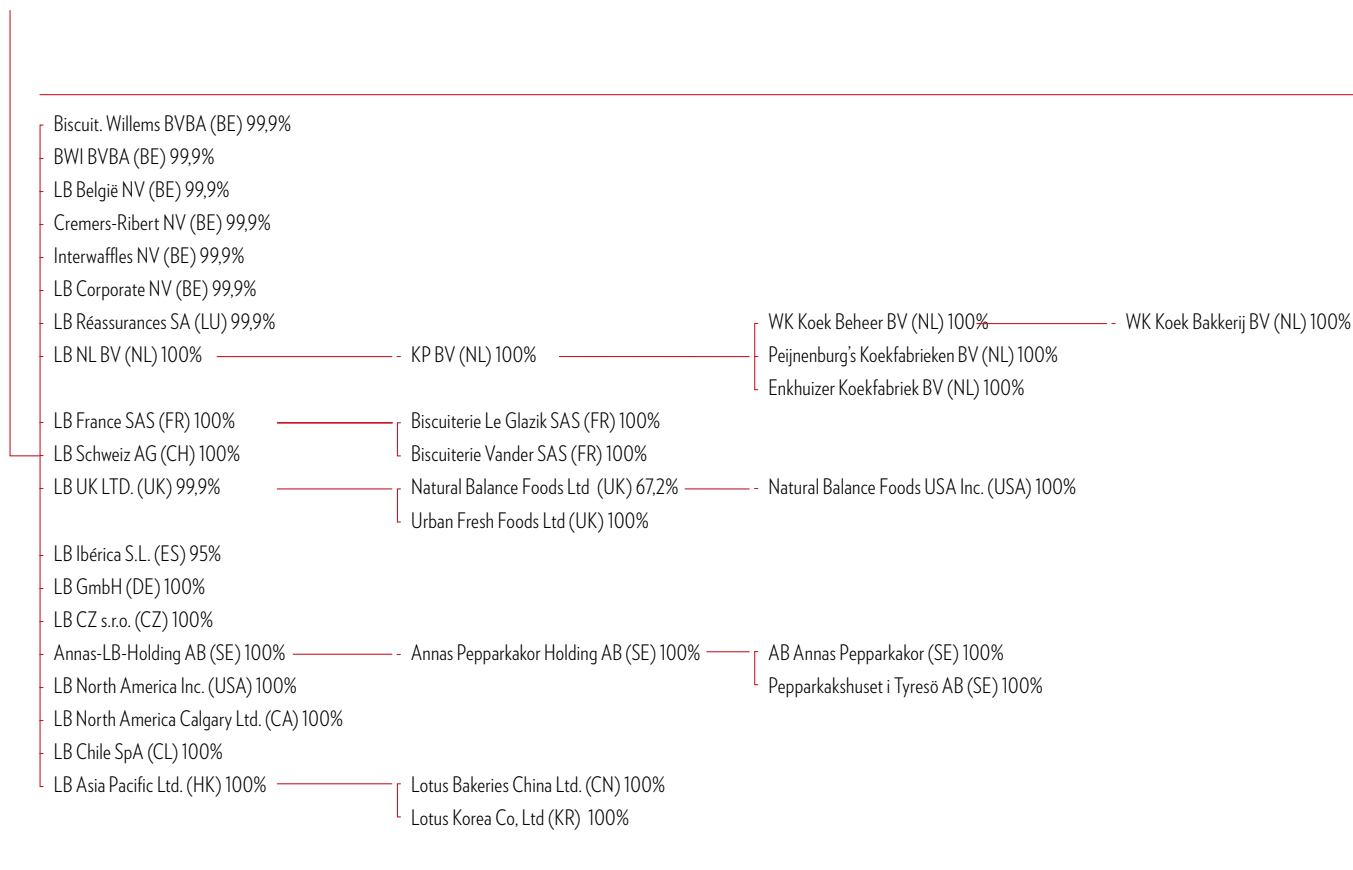 Biscuit. Willems BVBA (BE) 99,9%
BWI BVBA (BE) 99,9%
LB België NV (BE) 99,9%
Cremers-Ribert NV (BE) 99,9%
Interwaffles NV (BE) 99,9%
LB Corporate NV (BE) 99,9%
LB Réassurances SA (LU) 99,9% WK Koek Beheer BV (NL) 100% - WK Koek Bakkerij BV (NL) 100%
LB NL BV (NL) 100% - KP BV (NL) 100% Peijnenburg's Koekfabrieken BV (NL) 100%
Enkhuizer Koekfabriek BV (NL) 100%
LB France SAS (FR) 100% Biscuiterie Le Glazik SAS (FR) 100%
LB Schweiz AG (CH) 100% Biscuiterie Vander SAS (FR) 100%
LB UK LTD. (UK) 99,9% Natural Balance Foods Ltd (UK) 67,2% - Natural Balance Foods USA Inc. (USA) 100%
Urban Fresh Foods Ltd (UK) 100%
LB Ibérica S.L. (ES) 95%
LB GmbH (DE) 100%
LB CZ s.r.o. (CZ) 100%
Annas-LB-Holding AB (SE) 100% - Annas Pepparkakor Holding AB (SE) 100% AB Annas Pepparkakor (SE) 100%
LB North America Inc. (USA) 100% Pepparkakshuset i Tyresö AB (SE) 100%
LB North America Calgary Ltd. (CA) 100%
LB Chile SpA (CL) 100%
LB Asia Pacific Ltd. (HK) 100% Lotus Bakeries China Ltd. (CN) 100%
Lotus Korea Co, Ltd (KR) 100%